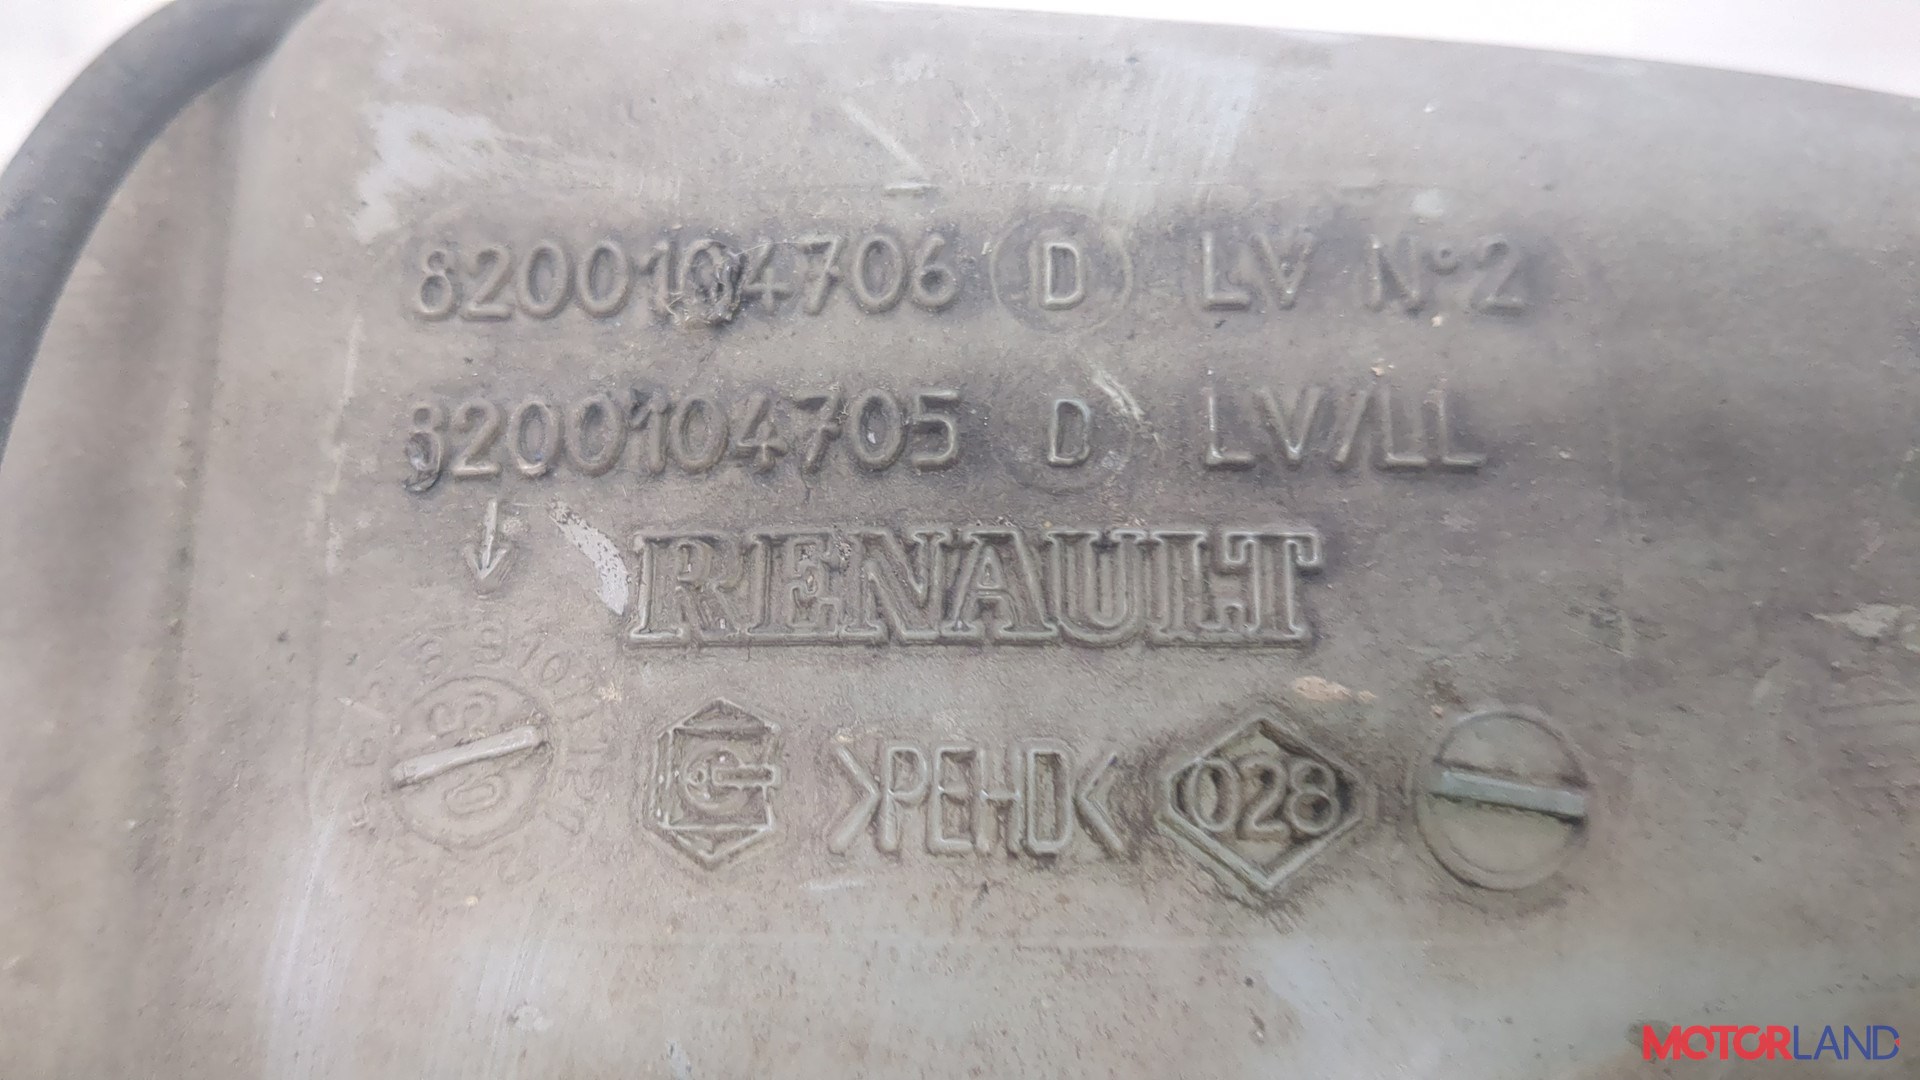 8200104706 D LV N°2
8200104705 D LV/LL
RENAULT
>PEHD< 028
MOTORLAND